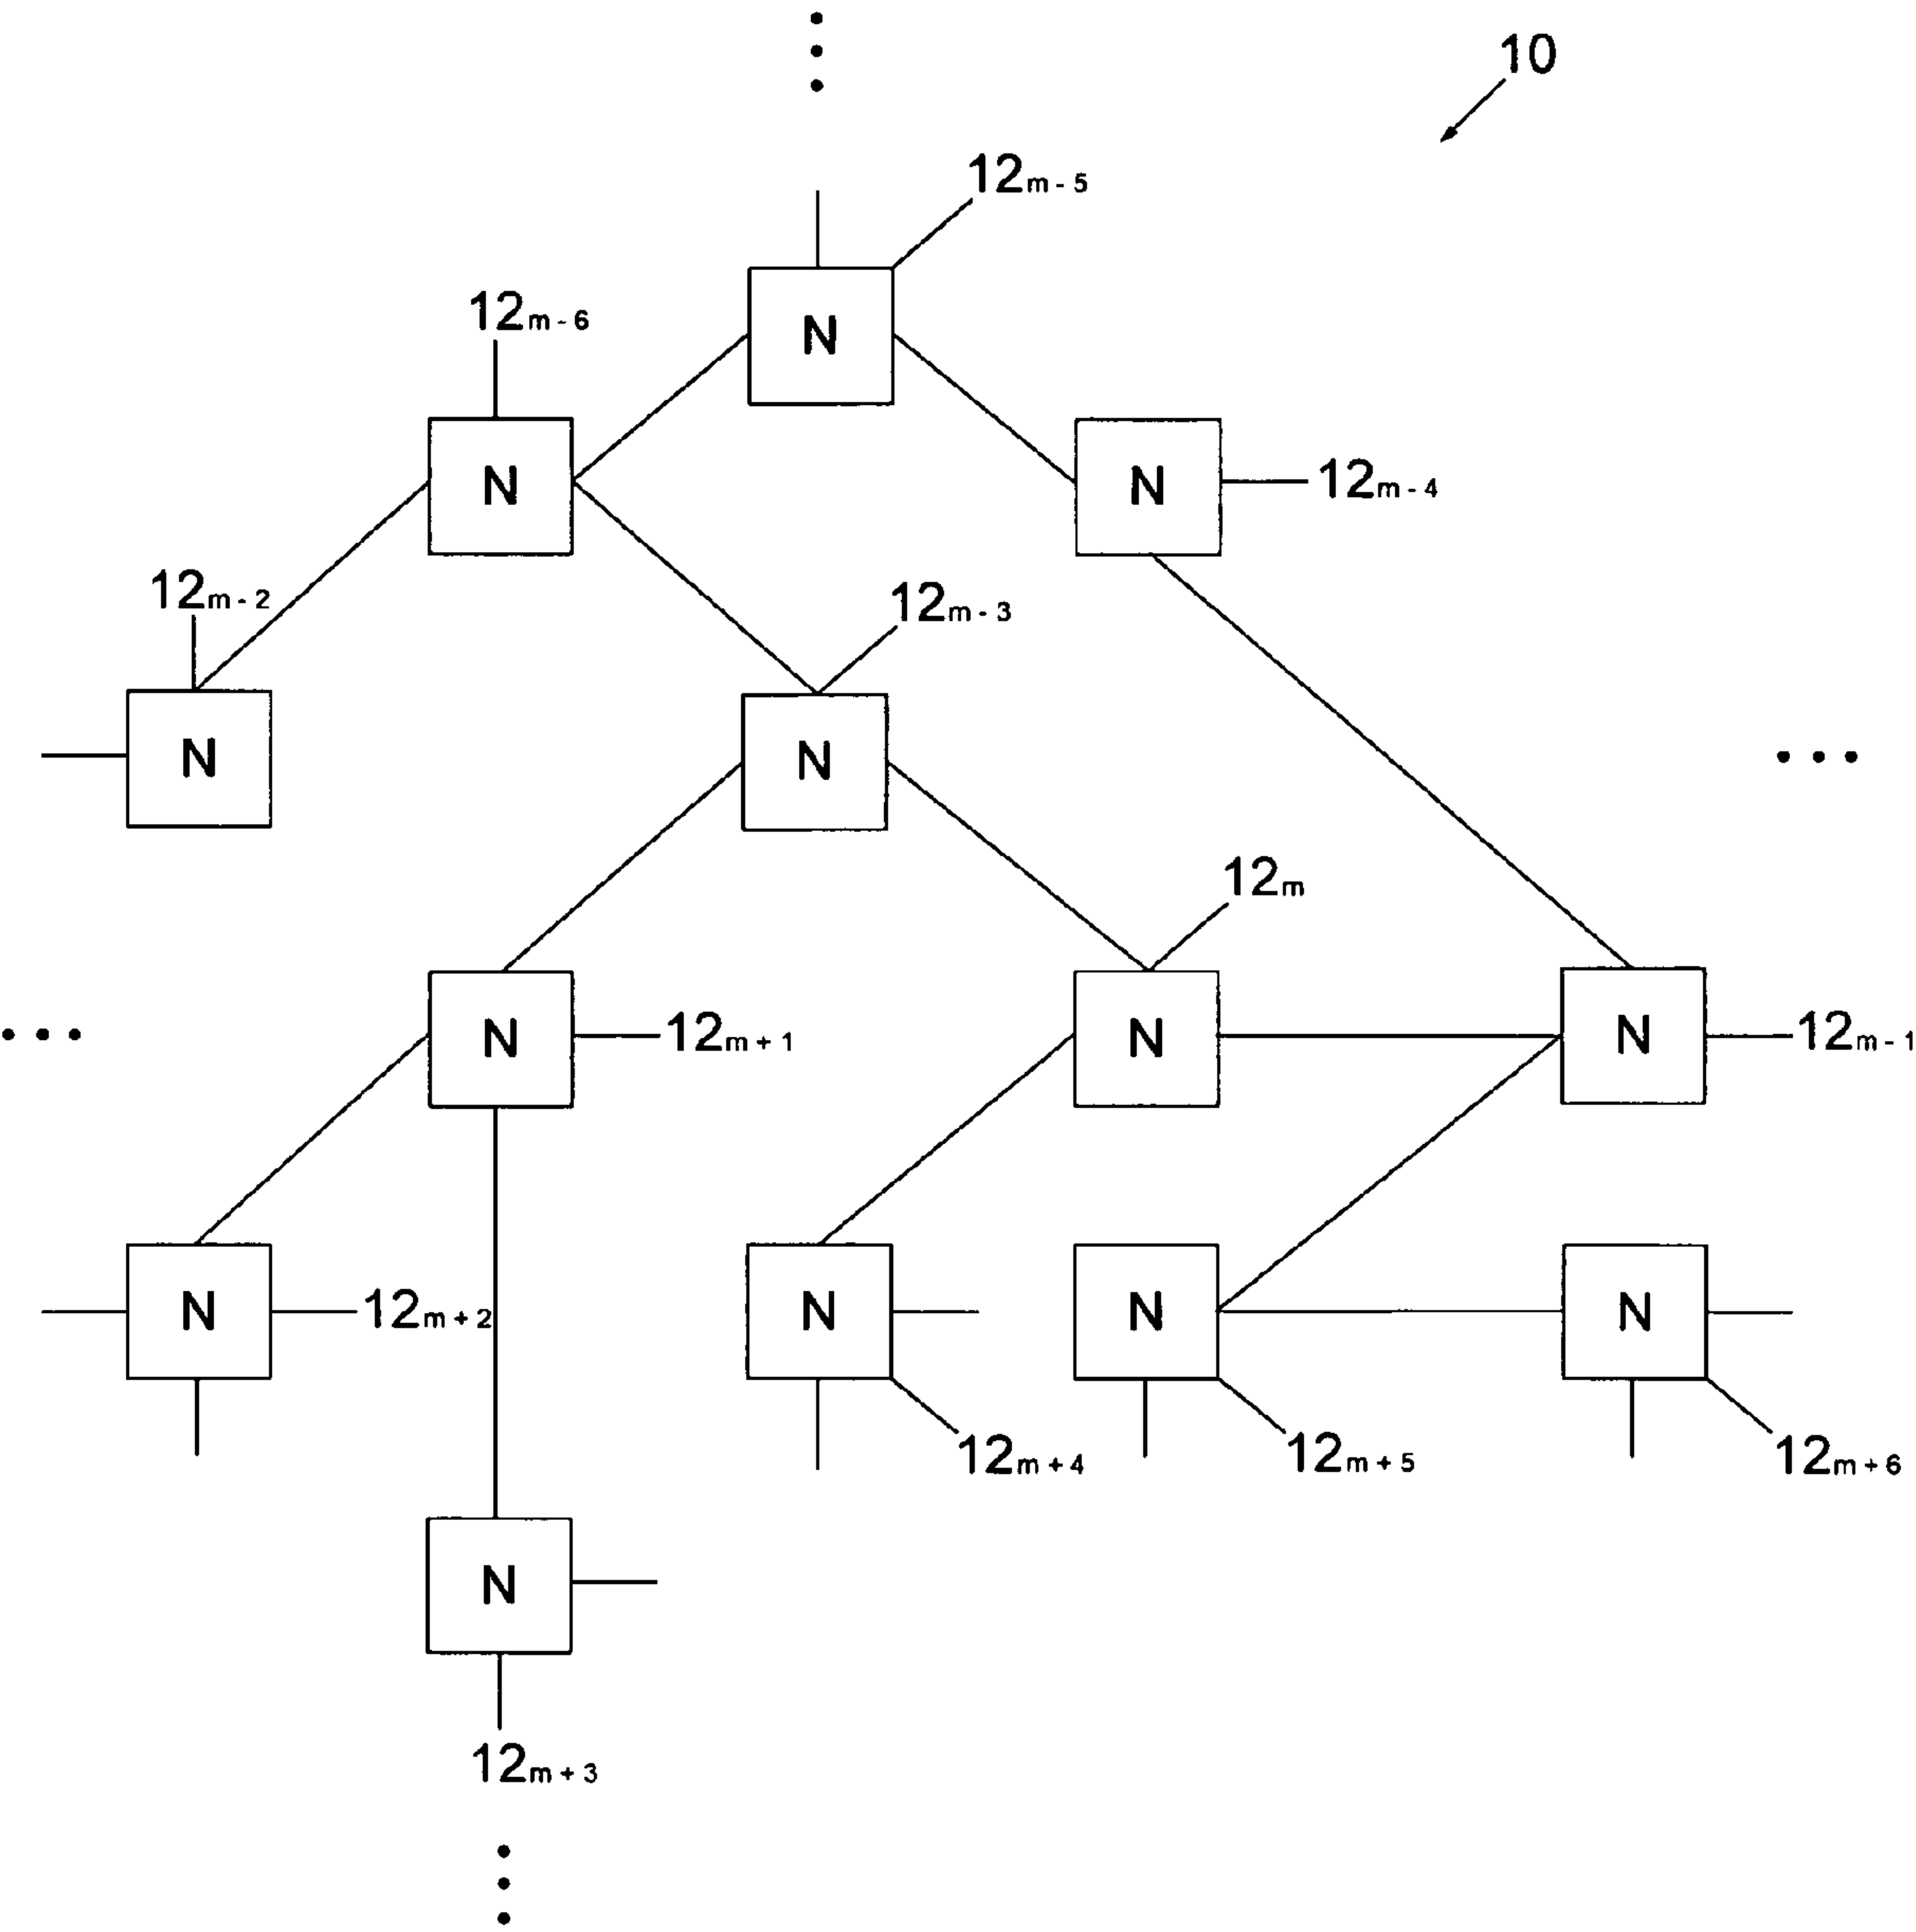 10
12m - 5
N
12m - 6
N
N
12m - 4
12m - 2
12m - 3
N
N
12m
N
12m + 1
N
N
12m - 1
N
12m + 2
N
N
N
12m + 4
12m + 5
12m + 6
N
12m + 3